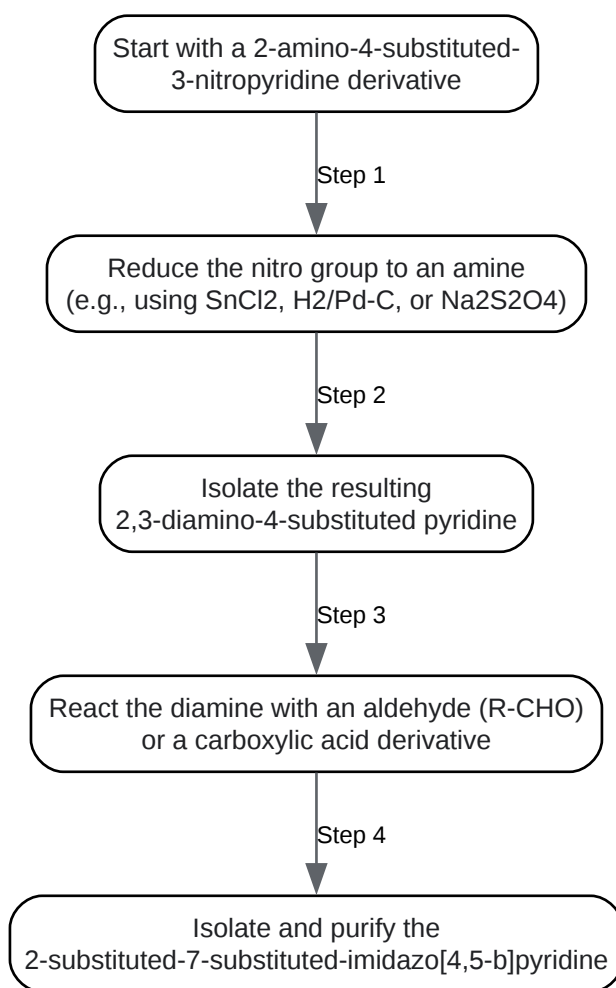 Start with a 2-amino-4-substituted-
3-nitropyridine derivative
Step 1
Reduce the nitro group to an amine
(e.g., using SnCl2, H2/Pd-C, or Na2S2O4)
Step 2
Isolate the resulting
2,3-diamino-4-substituted pyridine
Step 3
React the diamine with an aldehyde (R-CHO)
or a carboxylic acid derivative
Step 4
Isolate and purify the
2-substituted-7-substituted-imidazo[4,5-b]pyridine